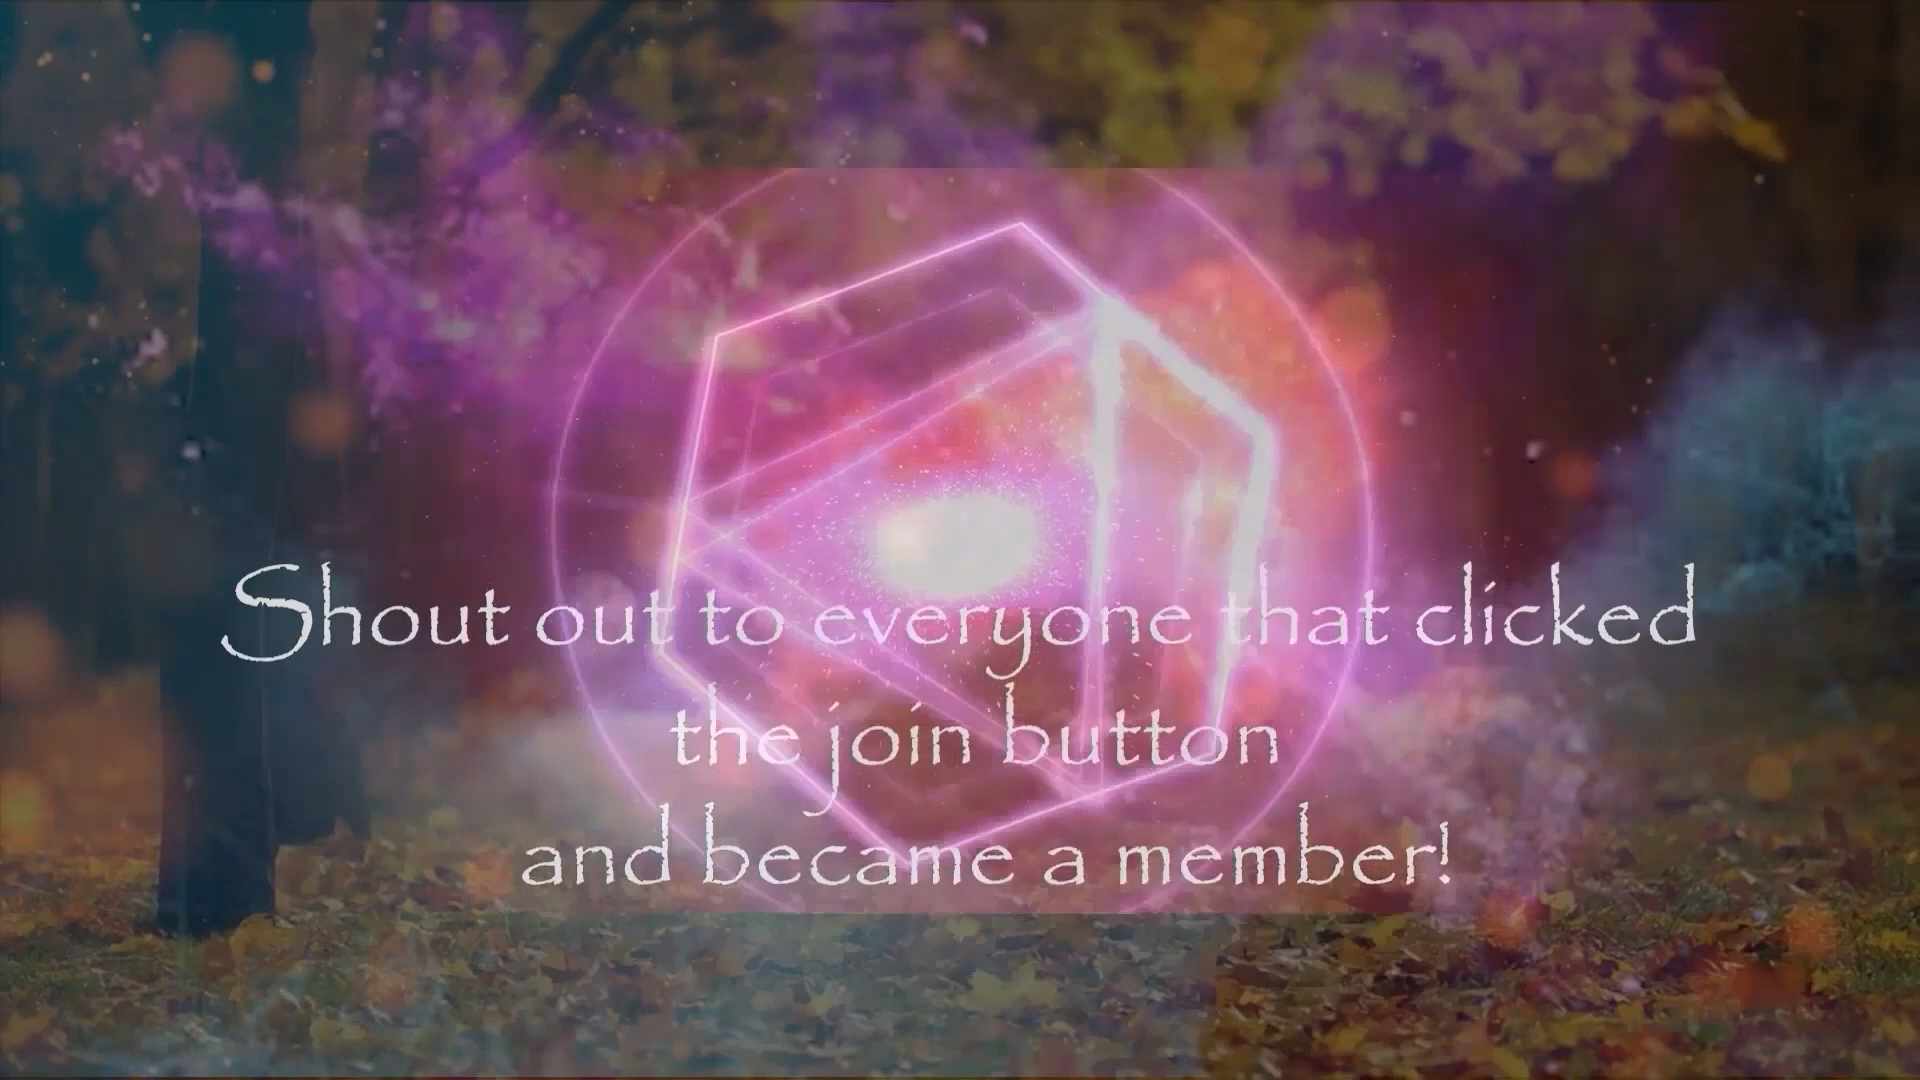 Shout out to everyone that clicked
the join button
and became a member!